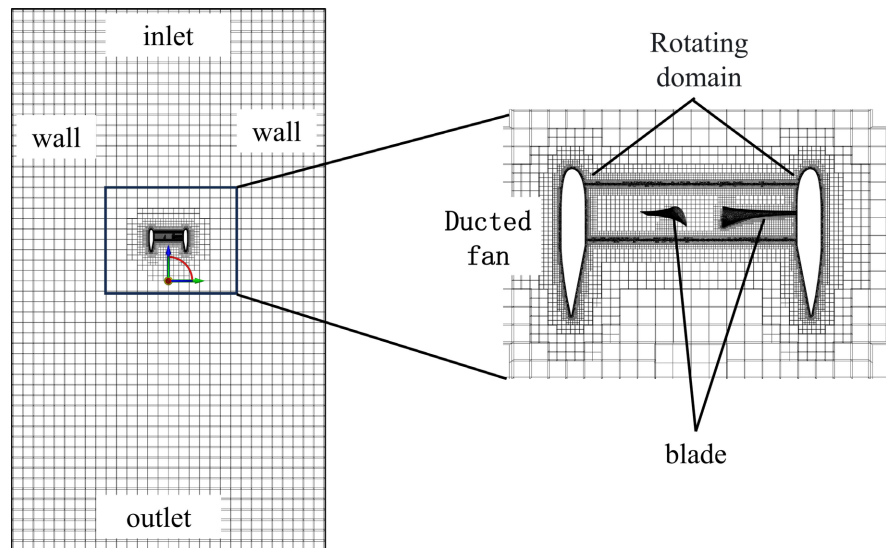 inlet
wall
wall
outlet
Rotating
domain
Ducted
fan
blade